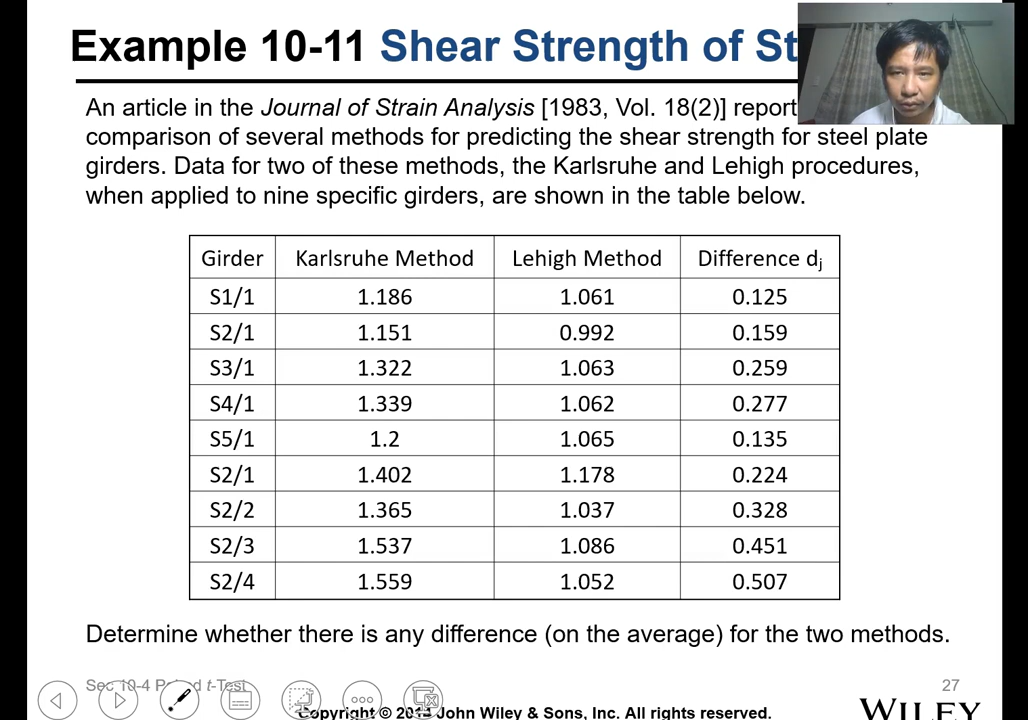 Example 10-11 Shear Strength of St
An article in the Journal of Strain Analysis [1983, Vol. 18(2)] report
comparison of several methods for predicting the shear strength for steel plate
girders. Data for two of these methods, the Karlsruhe and Lehigh procedures,
when applied to nine specific girders, are shown in the table below.
Girder Karlsruhe Method Lehigh Method Difference dj
S1/1 1.186 1.061 0.125
S2/1 1.151 0.992 0.159
S3/1 1.322 1.063 0.259
S4/1 1.339 1.062 0.277
S5/1 1.2 1.065 0.135
S2/1 1.402 1.178 0.224
S2/2 1.365 1.037 0.328
S2/3 1.537 1.086 0.451
S2/4 1.559 1.052 0.507
Determine whether there is any difference (on the average) for the two methods.
Sec 10-4 P d t-Test
27
Copyright © 2014 John Wiley & Sons, Inc. All rights reserved.
WILEY